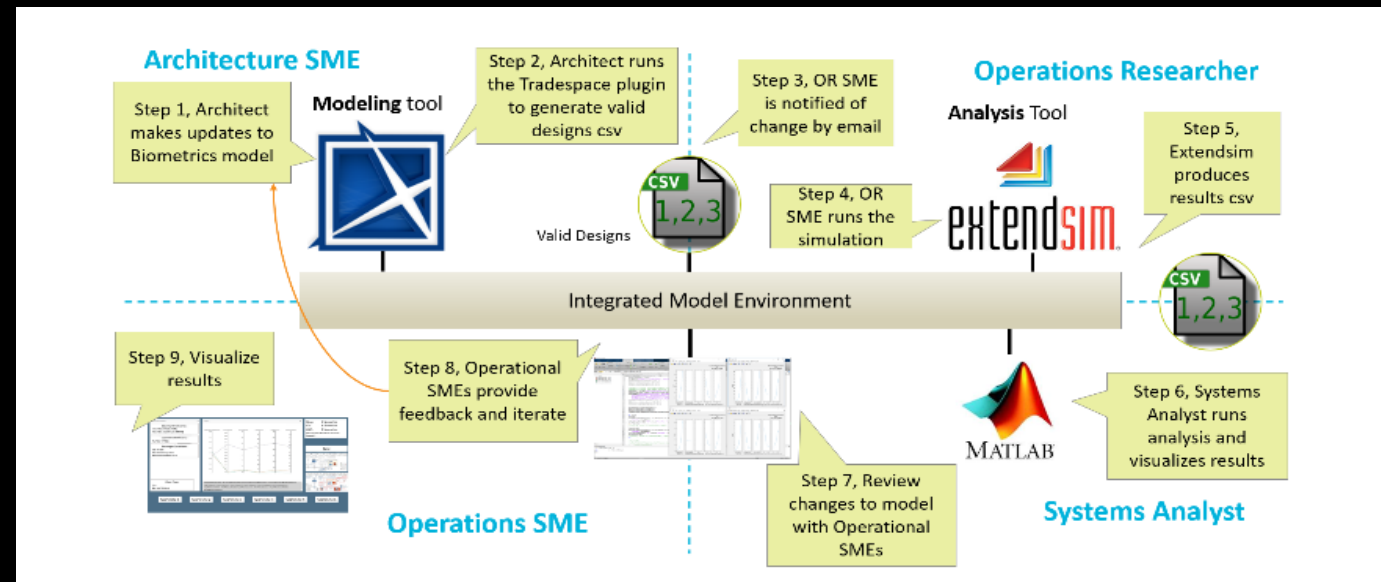 Architecture SME
Step 1, Architect
makes updates to
Biometrics model
Modeling tool
Step 2, Architect runs
the Tradespace plugin
to generate valid
designs csv
Step 3, OR SME
is notified of
change by email
CSV
1,2,3
Valid Designs
Operations Researcher
Analysis Tool
Step 4, OR
SME runs the
simulation
extendsim
Step 5,
Extendsim
produces
results csv
CSV
1,2,3
Integrated Model Environment
Step 9, Visualize
results
Step 8, Operational
SMEs provide
feedback and iterate
Operations SME
Step 7, Review
changes to model
with Operational
SMEs
MATLAB
Step 6, Systems
Analyst runs
analysis and
visualizes results
Systems Analyst